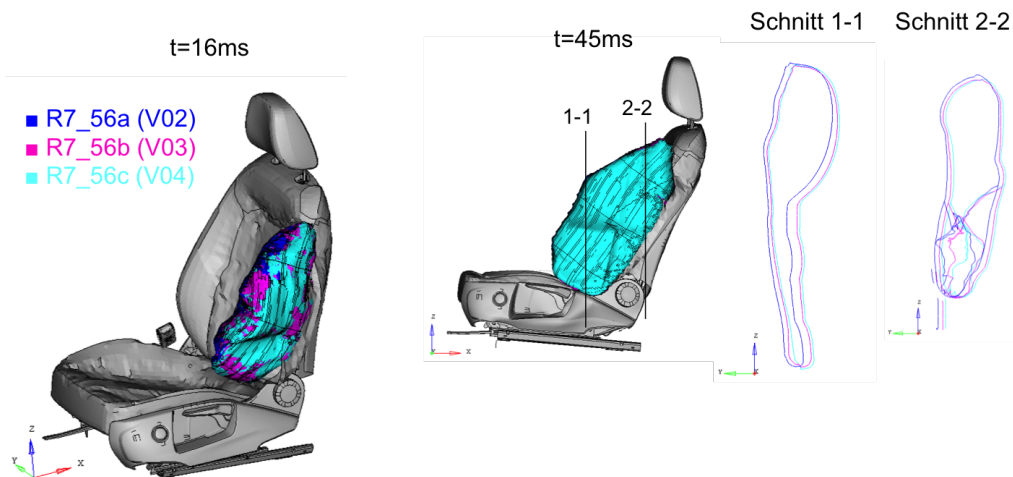 t=16ms
R7_56a (V02)
R7_56b (V03)
R7_56c (V04)
Z
Y
X
t=45ms
1-1
2-2
Z
Y
X
Schnitt 1-1
Z
Y
X
Schnitt 2-2
Z
Y
X